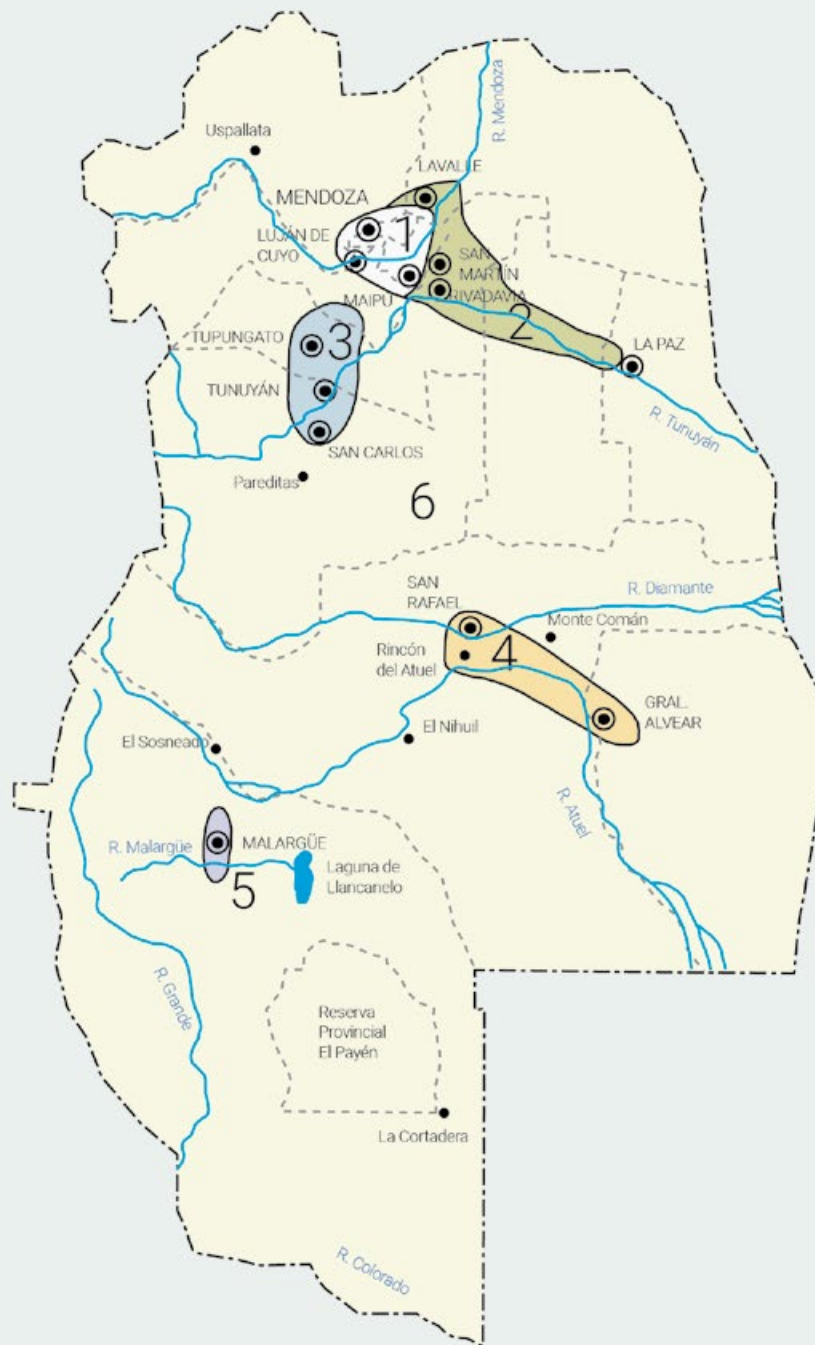 R. Mendoza
Uspallata
LAVALLE
MENDOZA
1
LUJÁN DE
CUYO
SAN
MARTÍN
MAIPÚ
RIVADAVIA
2
TUPUNGATO
3
LA PAZ
TUNUYÁN
R. Tunuyán
SAN CARLOS
Pareditas
6
SAN
RAFAEL
R. Diamante
Monte Comán
Rincón
del Atuel
4
GRAL.
ALVEAR
El Nihuil
El Sosneado
R. Atuel
R. Malargüe
MALARGÜE
5
Laguna de
Llancanelo
R. Grande
Reserva
Provincial
El Payén
La Cortadera
R. Colorado